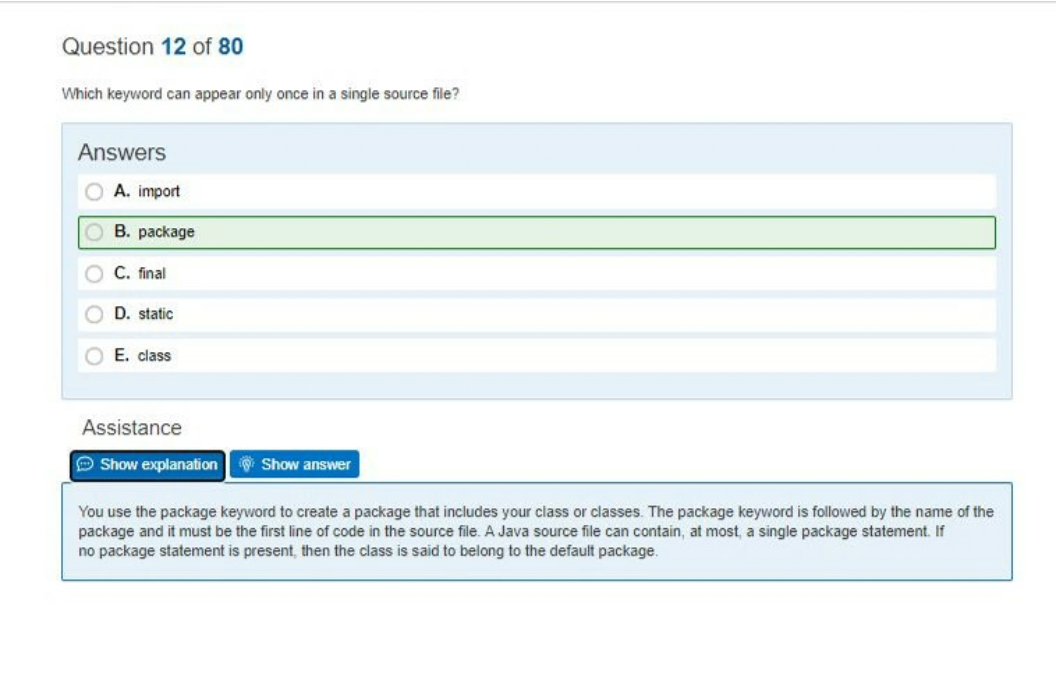 Question 12 of 80
Which keyword can appear only once in a single source file?
Answers
A. import
B. package
C. final
D. static
E. class
Assistance
Show explanation Show answer
You use the package keyword to create a package that includes your class or classes. The package keyword is followed by the name of the
package and it must be the first line of code in the source file. A Java source file can contain, at most, a single package statement. If
no package statement is present, then the class is said to belong to the default package.